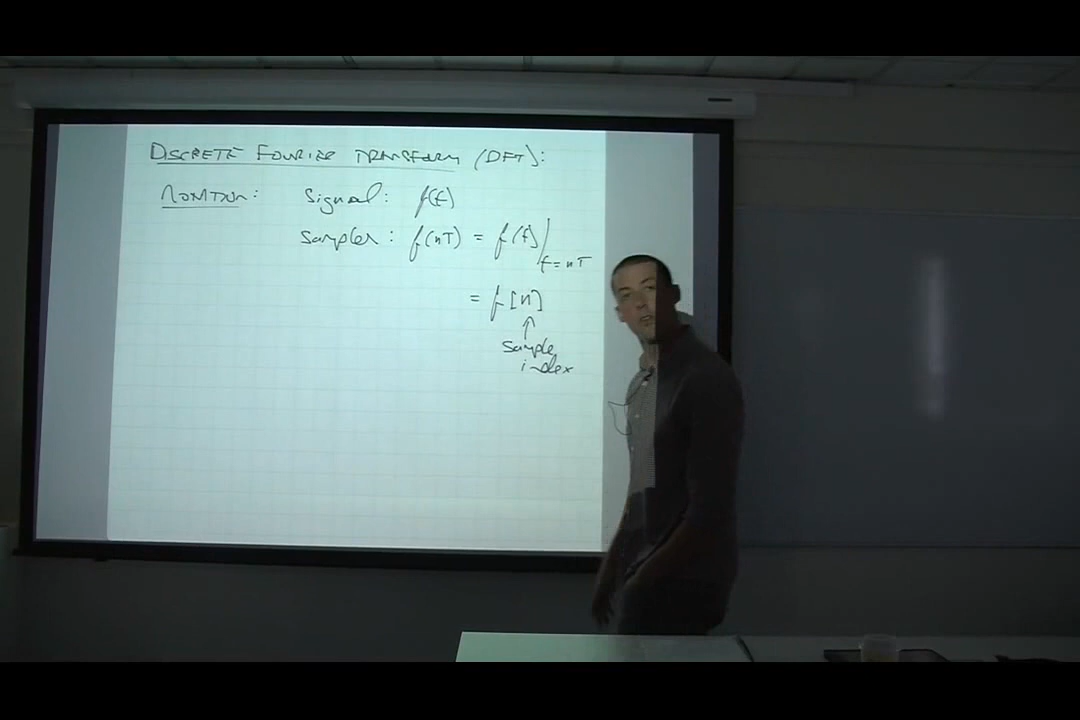 DISCRETE FOURIER TRANSFORM (DFT):
NOTATION: Signal: f(t)
Samples: f(nT) = f(t)|t=nT
= f[n]
↑
Sample
index